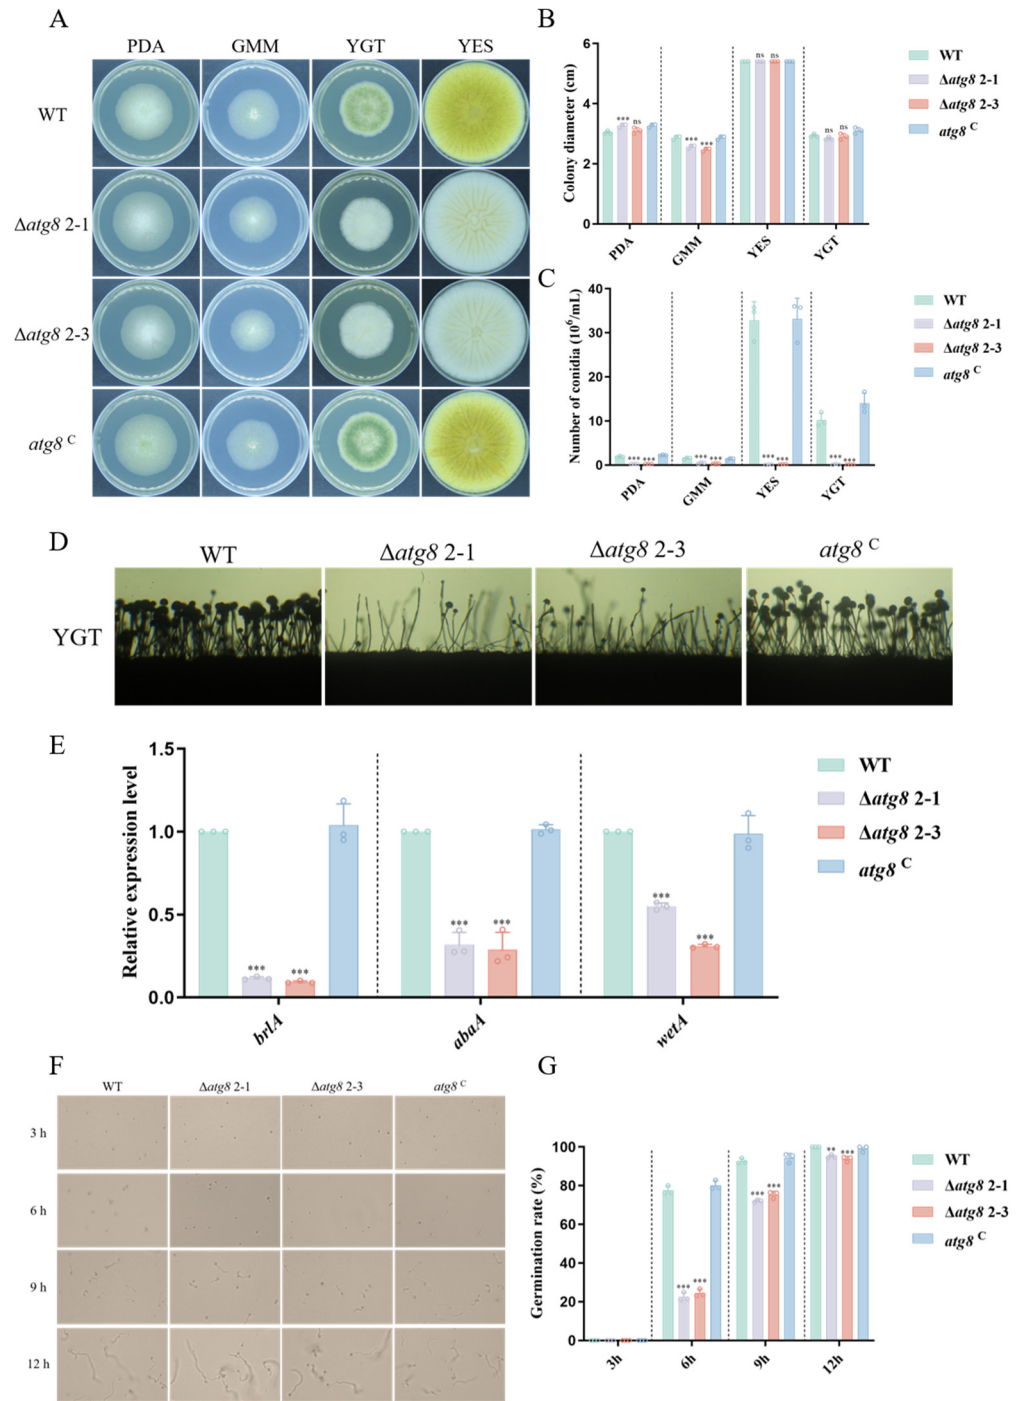 A
PDA GMM YGT YES
WT
Δatg8 2-1
Δatg8 2-3
atg8 C
B
Colony diameter (cm)
6
4
2
0
*** ns
*** ***
ns ns
ns ns
PDA GMM YES YGT
WT
Δatg8 2-1
Δatg8 2-3
atg8 C
C
Number of conidia (10⁶/mL)
40
30
20
10
0
*** *** *** *** *** *** *** ***
PDA GMM YES YGT
WT
Δatg8 2-1
Δatg8 2-3
atg8 C
D
WT Δatg8 2-1 Δatg8 2-3 atg8 C
YGT
E
Relative expression level
1.5
1.0
0.5
0.0
*** *** *** *** *** ***
brlA abaA wetA
WT
Δatg8 2-1
Δatg8 2-3
atg8 C
F
WT Δatg8 2-1 Δatg8 2-3 atg8 C
3 h
6 h
9 h
12 h
G
Germination rate (%)
100
80
60
40
20
0
*** *** *** *** ** ***
3h 6h 9h 12h
WT
Δatg8 2-1
Δatg8 2-3
atg8 C